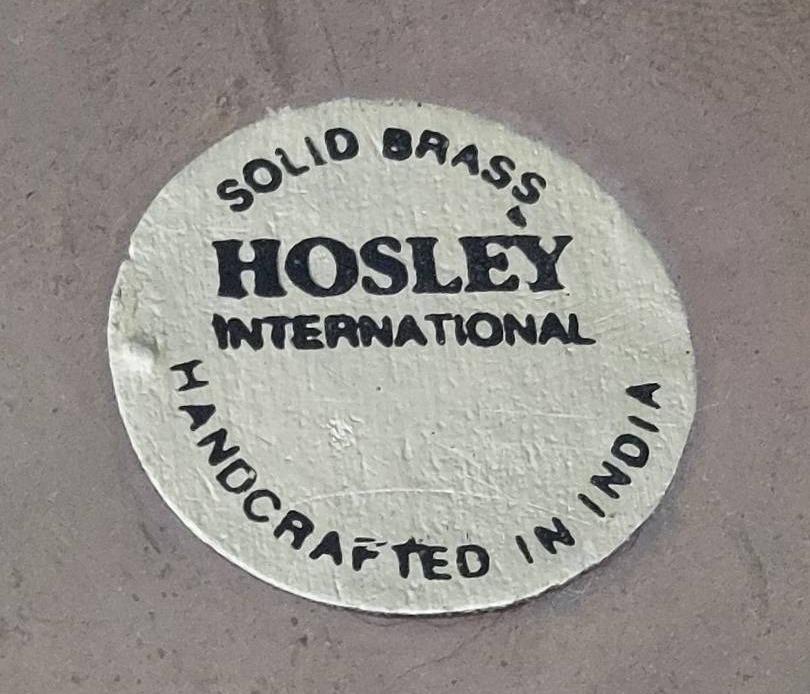 SOLID BRASS
HOSLEY
INTERNATIONAL
HANDCRAFTED IN INDIA